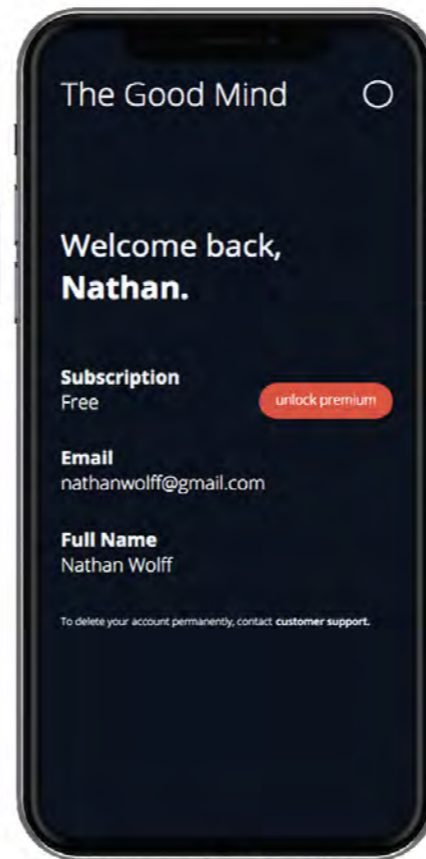 The Good Mind
Welcome back,
Nathan.
Subscription
Free
unlock premium
Email
nathanwolff@gmail.com
Full Name
Nathan Wolff
To delete your account permanently, contact customer support.